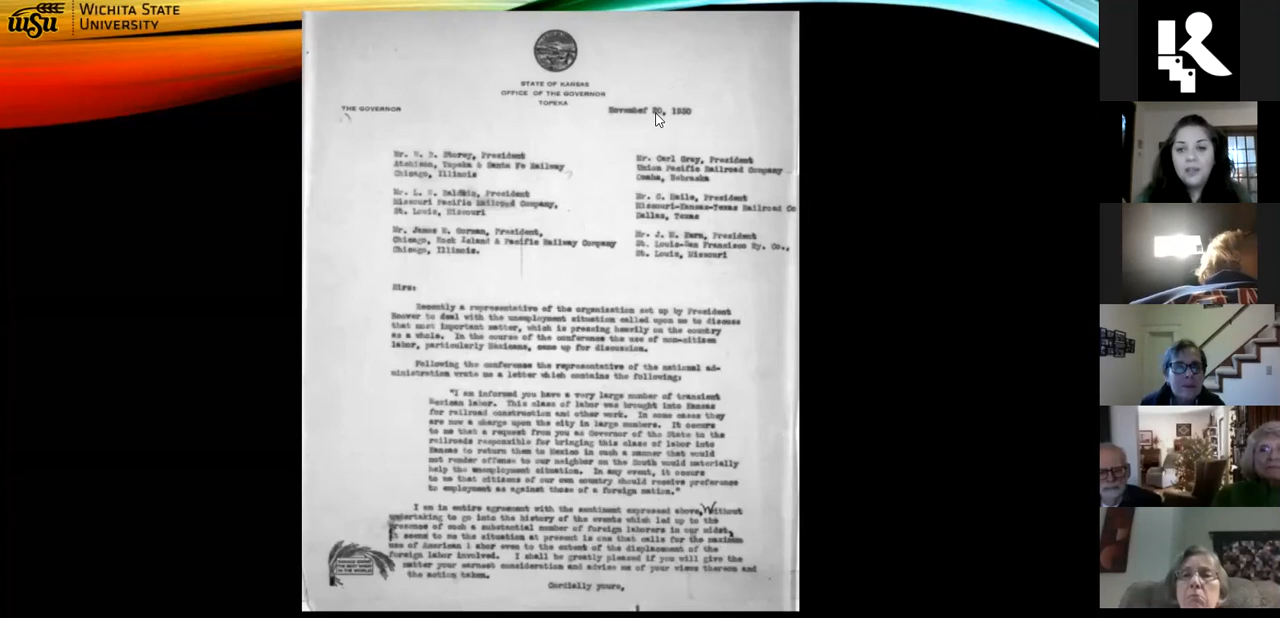 WSU
WICHITA STATE
UNIVERSITY
STATE OF KANSAS
OFFICE OF THE GOVERNOR
TOPEKA
THE GOVERNOR
November 20, 1930
Mr. W. B. Storey, President
Atchison, Topeka & Santa Fe Railway
Chicago, Illinois
Mr. L. W. Baldwin, President
Missouri Pacific Railroad Company,
St. Louis, Missouri
Mr. James E. Gorman, President,
Chicago, Rock Island & Pacific Railway Company
Chicago, Illinois.
Mr. Carl Gray, President
Union Pacific Railroad Company
Omaha, Nebraska
Mr. C. Haile, President
Missouri-Kansas-Texas Railroad Co
Dallas, Texas
Mr. J. M. Kurn, President
St. Louis-San Francisco Ry. Co.,
St. Louis, Missouri
Sirs:
Recently a representative of the organization set up by President
Hoover to deal with the unemployment situation called upon us to discuss
that most important matter, which is pressing heavily on the country
as a whole. In the course of the conference the use of non-citizen
labor, particularly Mexicans, came up for discussion.
Following the conference the representative of the national ad-
ministration wrote me a letter which contains the following:
"I am informed you have a very large number of transient
Mexican labor. This class of labor was brought into Kansas
for railroad construction and other work. In some cases they
are now a charge upon the city in large numbers. It occurs
to me that a request from you as Governor of the State to the
railroads responsible for bringing this class of labor into
Kansas to return them to Mexico in such a manner that would
not render offense to our neighbor on the South would materially
help the unemployment situation. In any event, it occurs
to me that citizens of our own country should receive preference
to employment as against those of a foreign nation."
I am in entire agreement with the sentiment expressed above. Without
undertaking to go into the history of the events which led up to the
presence of such a substantial number of foreign laborers in our midst,
it seems to me the situation at present is one that calls for the maximum
use of American l abor even to the extent of the displacement of the
foreign labor involved. I shall be greatly pleased if you will give the
matter your earnest consideration and advise me of your views thereon and
the action taken.
Cordially yours,
KANSAS GROWS
THE BEST WHEAT
IN THE WORLD